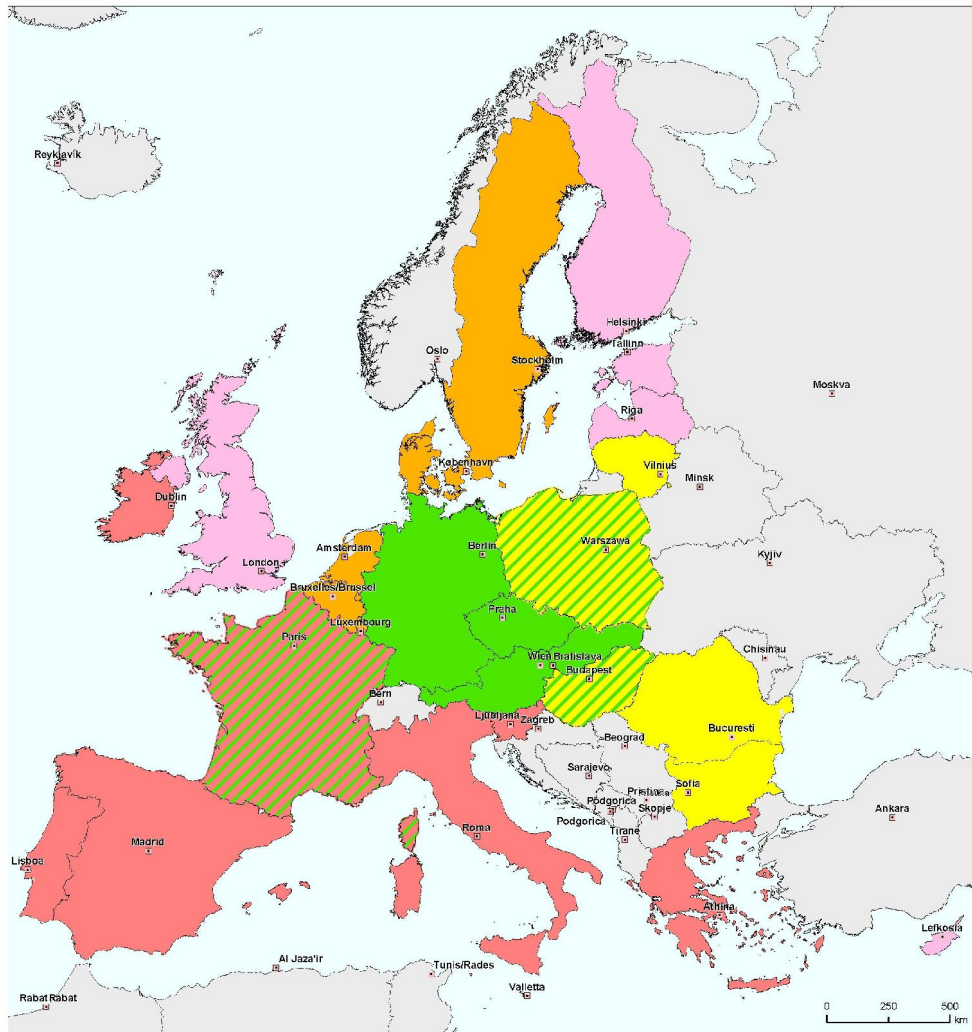 Reykjavík
Helsinki
Tallinn
Oslo
Stockholm
Moskva
Riga
København
Vilnius
Minsk
Dublin
Amsterdam
Berlin
Warszawa
London
Kyjiv
Bruxelles/Brussel
Praha
Luxembourg
Paris
Chisinau
Wien
Bratislava
Budapest
Bern
Ljubljana
Zagreb
Bucuresti
Beograd
Sarajevo
Sofia
Podgorica
Skopje
Podgorica
Ankara
Roma
Tirane
Madrid
Lisboa
Athina
Lefkosia
Al Jaza'ir
Tunis/Rades
Valletta
Rabat Rabat
0 250 500
km